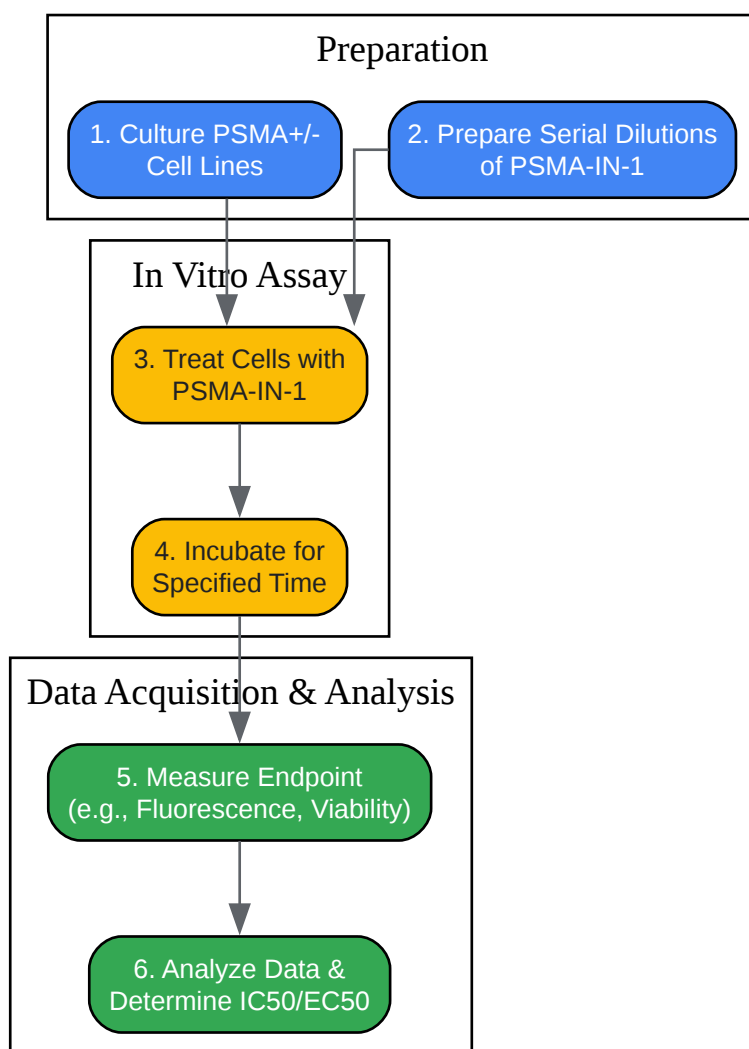 Preparation
1. Culture PSMA+/-
Cell Lines
2. Prepare Serial Dilutions
of PSMA-IN-1
In Vitro Assay
3. Treat Cells with
PSMA-IN-1
4. Incubate for
Specified Time
Data Acquisition & Analysis
5. Measure Endpoint
(e.g., Fluorescence, Viability)
6. Analyze Data &
Determine IC50/EC50